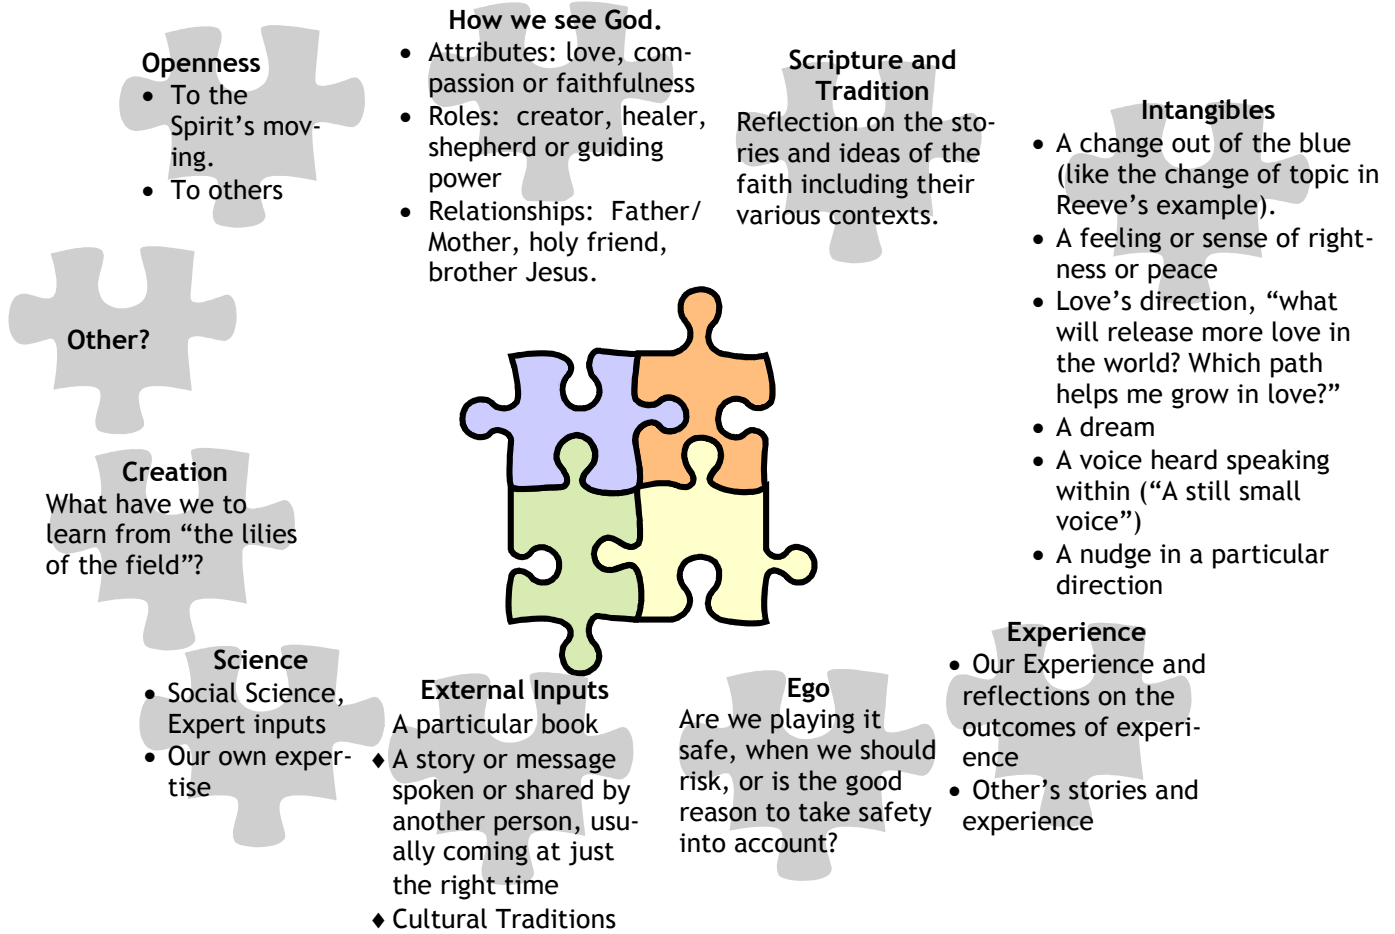 How we see God.
• Attributes: love, com-
passion or faithfulness
• Roles:  creator, healer,
shepherd or guiding
power
• Relationships:  Father/
Mother, holy friend,
brother Jesus.
Openness
• To the
Spirit’s mov-
ing.
• To others
Scripture and
Tradition
Reflection on the sto-
ries and ideas of the
faith including their
various contexts.
Intangibles
• A change out of the blue
(like the change of topic in
Reeve’s example).
• A feeling or sense of right-
ness or peace
• Love’s direction, “what
will release more love in
the world? Which path
helps me grow in love?”
• A dream
• A voice heard speaking
within (“A still small
voice”)
• A nudge in a particular
direction
Other?
Creation
What have we to
learn from “the lilies
of the field”?
Science
• Social Science,
Expert inputs
• Our own exper-
tise
External Inputs
A particular book
♦ A story or message
spoken or shared by
another person, usu-
ally coming at just
the right time
♦ Cultural Traditions
Ego
Are we playing it
safe, when we should
risk, or is the good
reason to take safety
into account?
Experience
• Our Experience and
reflections on the
outcomes of experi-
ence
• Other’s stories and
experience